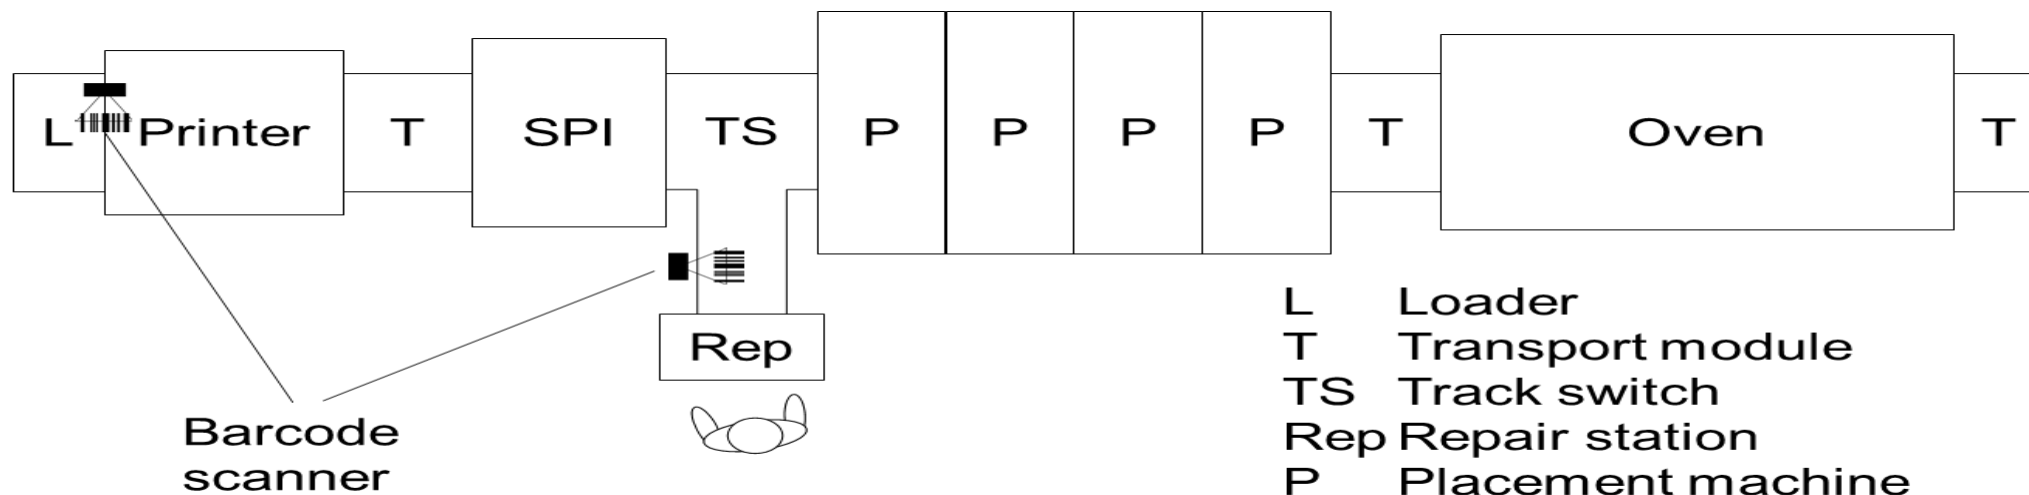 L Printer T SPI TS P P P P T Oven T
Rep
Barcode
scanner
L Loader
T Transport module
TS Track switch
Rep Repair station
P Placement machine